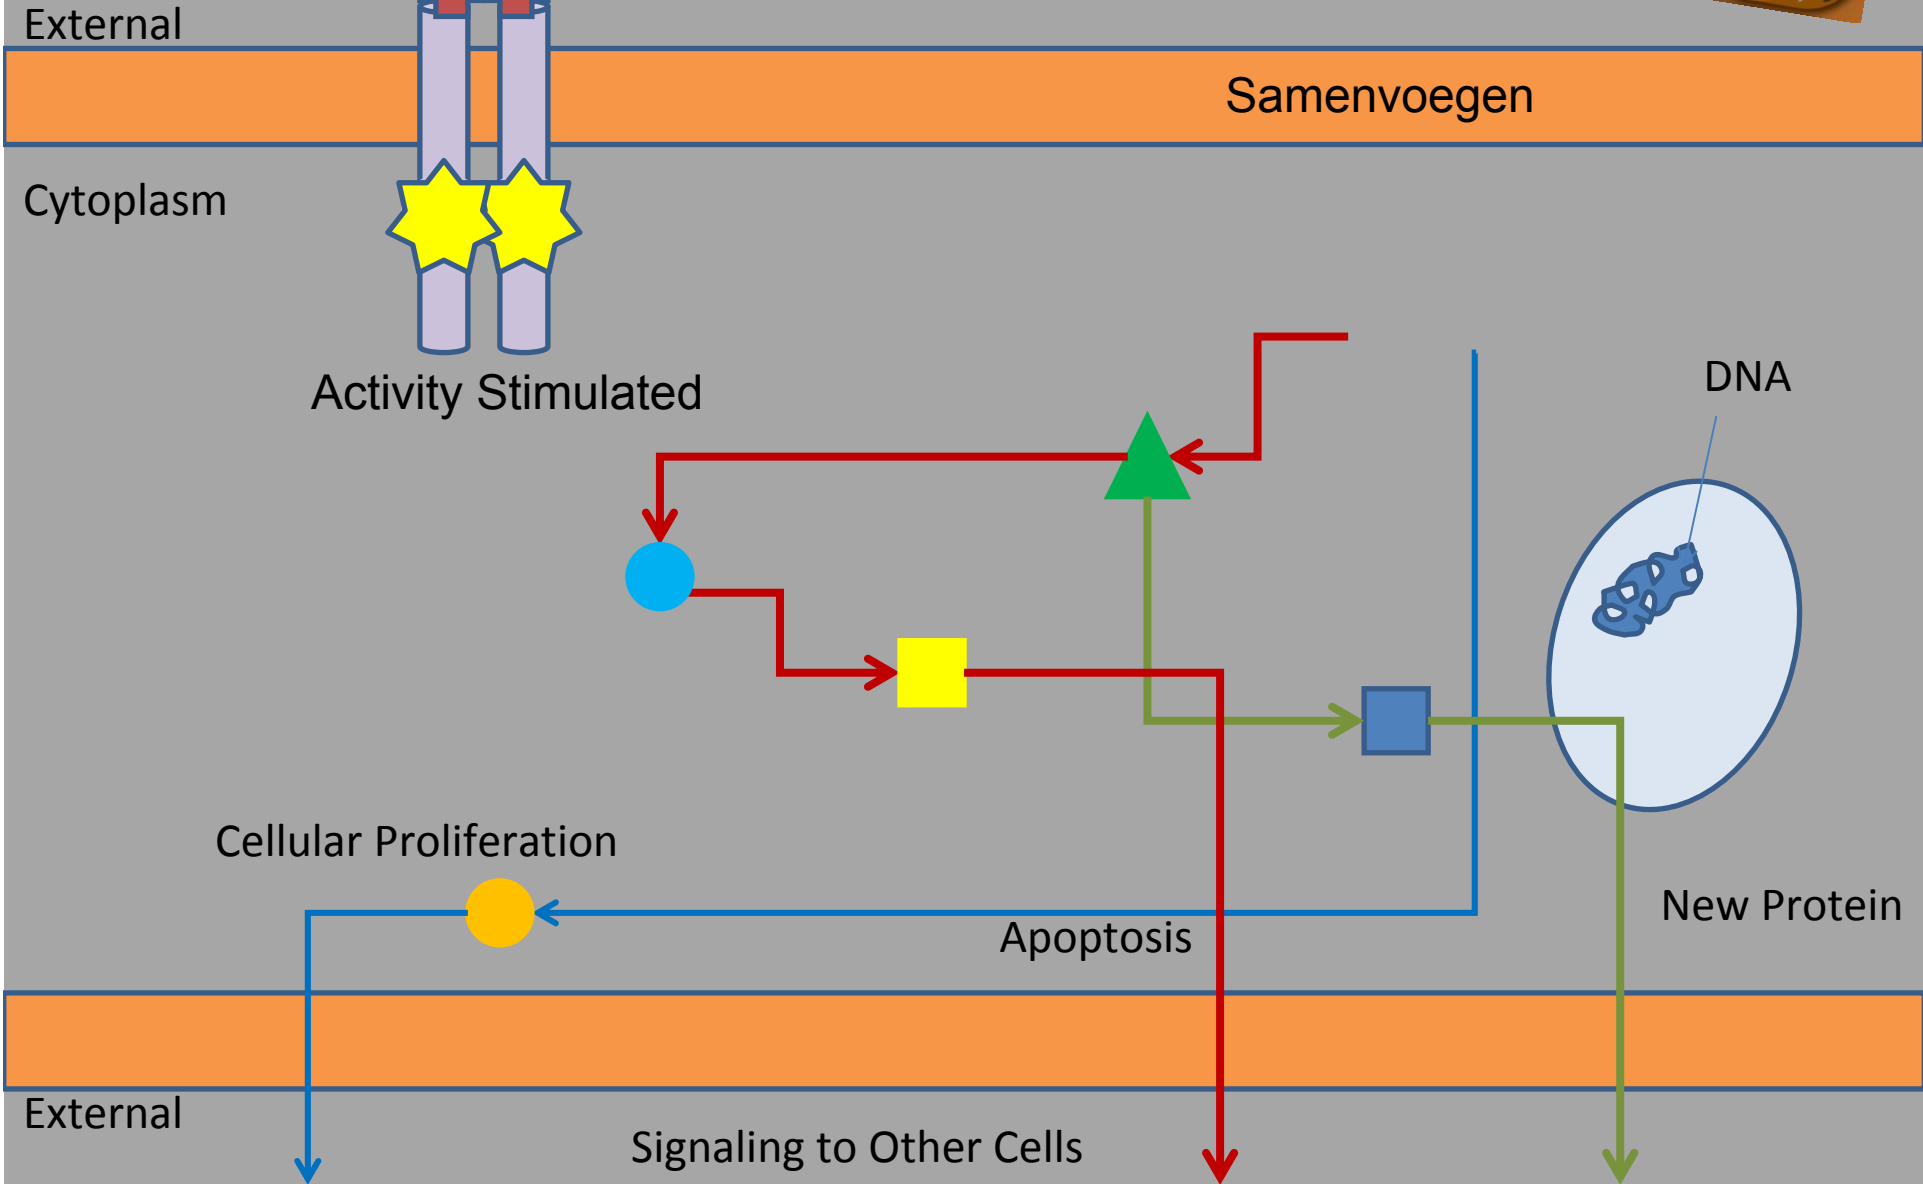 External
Samenvoegen
Cytoplasm
Activity Stimulated
DNA
Cellular Proliferation
New Protein
Apoptosis
External
Signaling to Other Cells